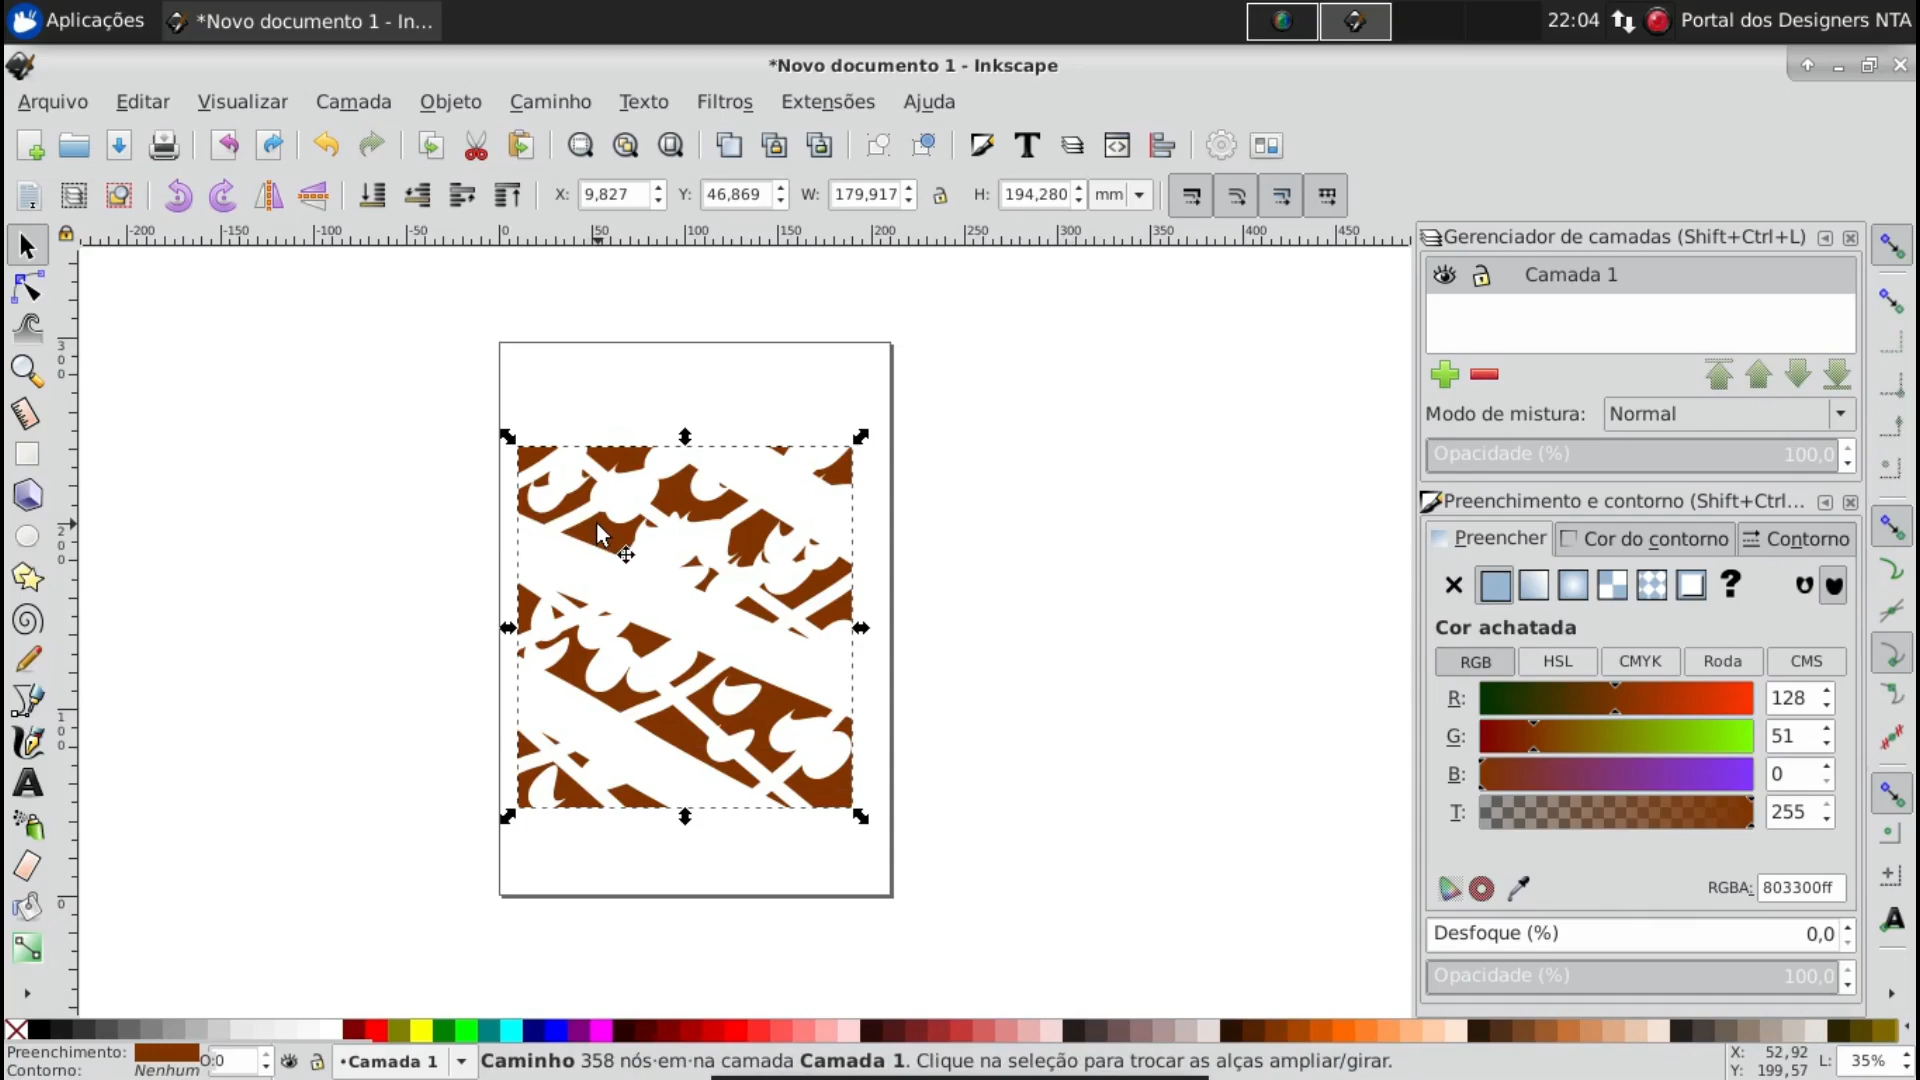 Aplicações
*Novo documento 1 - In...
22:04
Portal dos Designers NTA
*Novo documento 1 - Inkscape
Arquivo Editar Visualizar Camada Objeto Caminho Texto Filtros Extensões Ajuda
X: 9,827 Y: 46,869 W: 179,917 H: 194,280 mm
-200 -150 -100 -50 0 50 100 150 200 250 300 350 400 450
300
200
100
0
Gerenciador de camadas (Shift+Ctrl+L)
Camada 1
Modo de mistura: Normal
Opacidade (%) 100,0
Preenchimento e contorno (Shift+Ctrl...
Preencher Cor do contorno Contorno
Cor achatada
RGB HSL CMYK Roda CMS
R: 128
G: 51
B: 0
T: 255
RGBA: 803300ff
Desfoque (%) 0,0
Opacidade (%) 100,0
Preenchimento:
Contorno: Nenhum
O:0
•Camada 1
Caminho 358 nós·em·na camada Camada 1. Clique na seleção para trocar as alças ampliar/girar.
X: 52,92
Y: 199,57
L: 35%